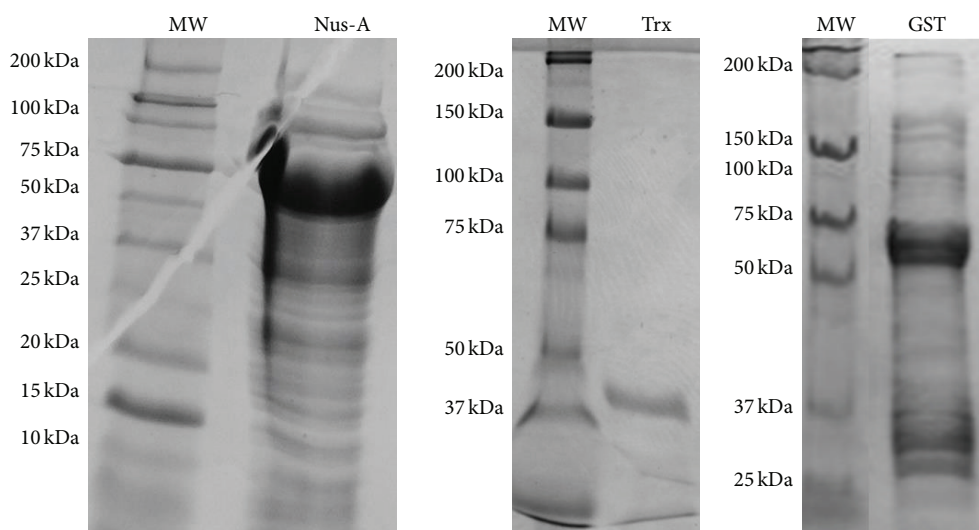 MW Nus-A
200 kDa
100 kDa
75 kDa
50 kDa
37 kDa
25 kDa
20 kDa
15 kDa
10 kDa
MW Trx
200 kDa
150 kDa
100 kDa
75 kDa
50 kDa
37 kDa
MW GST
200 kDa
150 kDa
100 kDa
75 kDa
50 kDa
37 kDa
25 kDa